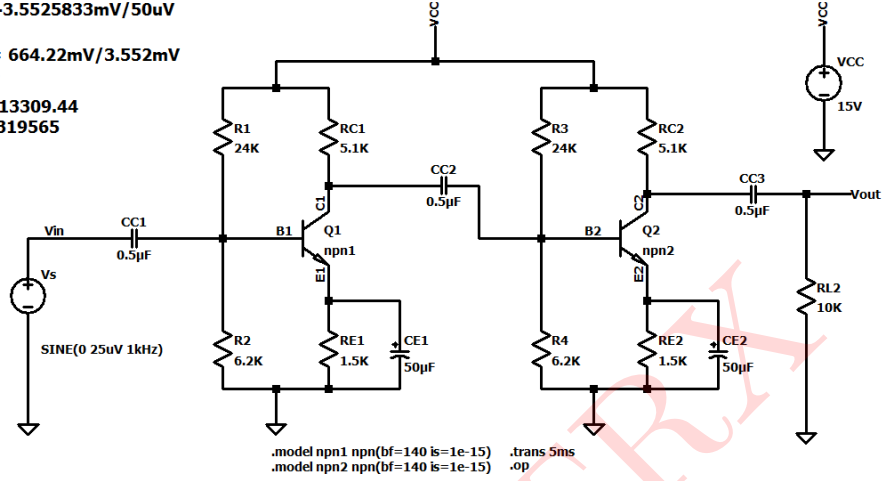 3.5525833mV/50uV
664.22mV/3.552mV
13309.44
319565
VCC
VCC
VCC
15V
R1
24K
RC1
5.1K
R3
24K
RC2
5.1K
CC2
0.5µF
CC3
0.5µF
Vout
C1
C2
Vin
CC1
0.5µF
B1
Q1
npn1
B2
Q2
npn2
E1
E2
Vs
SINE(0 25uV 1kHz)
R2
6.2K
RE1
1.5K
CE1
50µF
R4
6.2K
RE2
1.5K
CE2
50µF
RL2
10K
.model npn1 npn(bf=140 is=1e-15) .trans 5ms
.model npn2 npn(bf=140 is=1e-15) .op